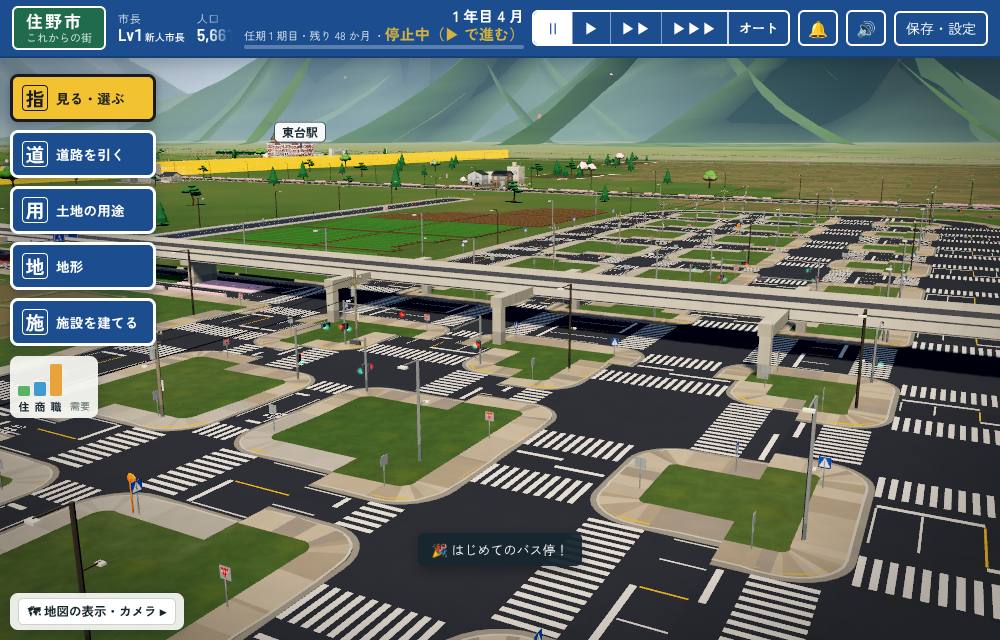 住野市
これからの街
市長
Lv1 新人市長
人口
5,66
1年目4月
任期1期目・残り48か月・停止中（▶で進む）
オート
保存・設定
指 見る・選ぶ
道 道路を引く
用 土地の用途
地 地形
施 施設を建てる
住 商 職 需要
東台駅
はじめてのバス停！
地図の表示・カメラ ▸